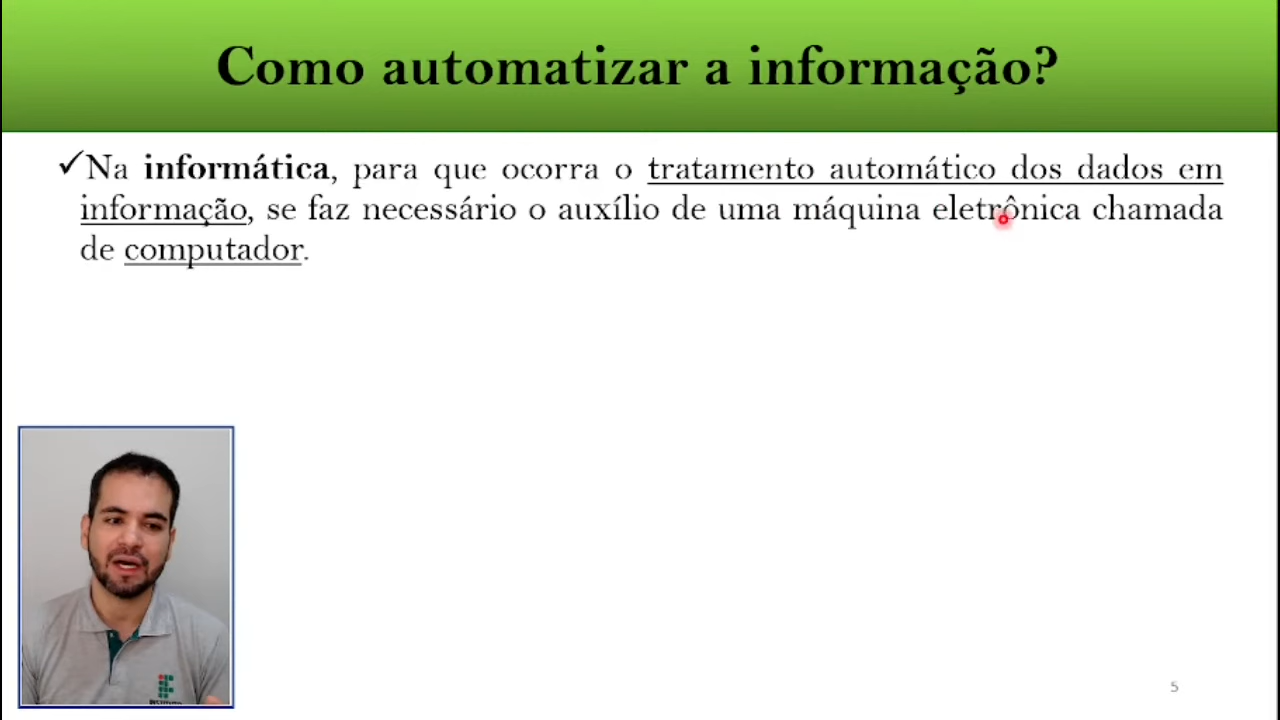 Como automatizar a informação?
✓Na informática, para que ocorra o tratamento automático dos dados em
informação, se faz necessário o auxílio de uma máquina eletrônica chamada
de computador.
5